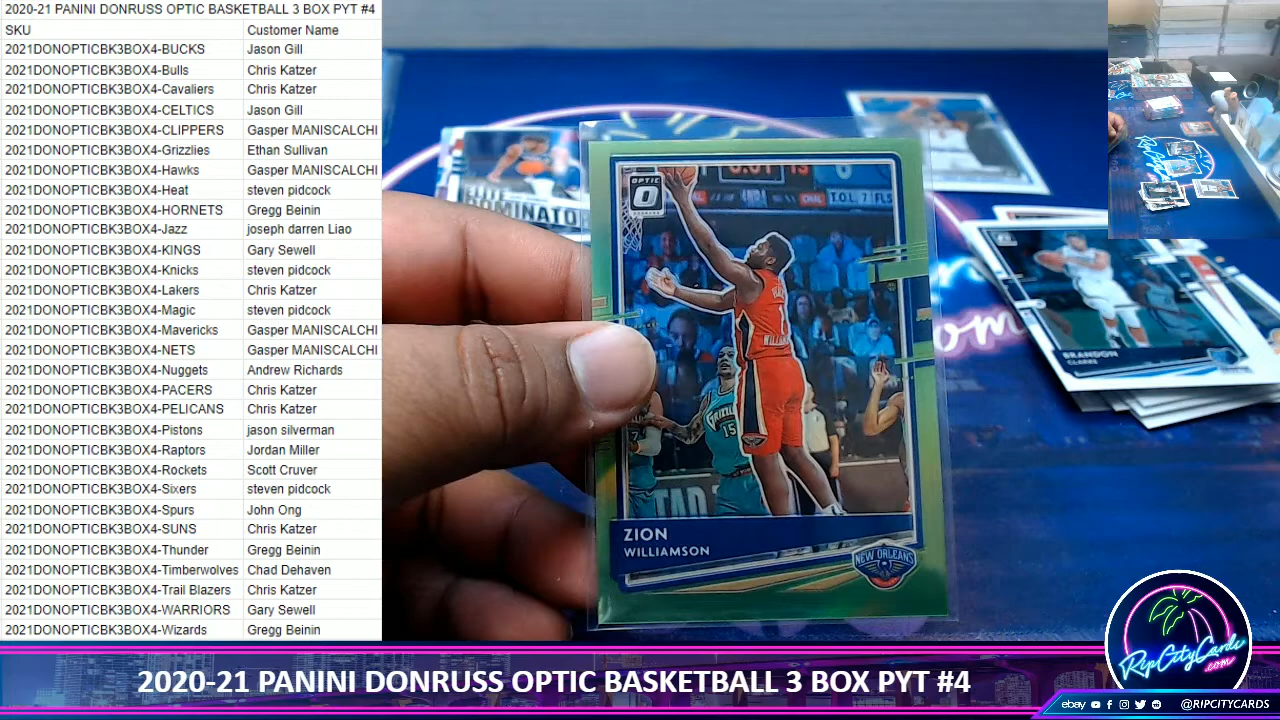 2020-21 PANINI DONRUSS OPTIC BASKETBALL 3 BOX PYT #4
SKU Customer Name
2021DONOPTICBK3BOX4-BUCKS Jason Gill
2021DONOPTICBK3BOX4-Bulls Chris Katzer
2021DONOPTICBK3BOX4-Cavaliers Chris Katzer
2021DONOPTICBK3BOX4-CELTICS Jason Gill
2021DONOPTICBK3BOX4-CLIPPERS Gasper MANISCALCHI
2021DONOPTICBK3BOX4-Grizzlies Ethan Sullivan
2021DONOPTICBK3BOX4-Hawks Gasper MANISCALCHI
2021DONOPTICBK3BOX4-Heat steven pidcock
2021DONOPTICBK3BOX4-HORNETS Gregg Beinin
2021DONOPTICBK3BOX4-Jazz joseph darren Liao
2021DONOPTICBK3BOX4-KINGS Gary Sewell
2021DONOPTICBK3BOX4-Knicks steven pidcock
2021DONOPTICBK3BOX4-Lakers Chris Katzer
2021DONOPTICBK3BOX4-Magic steven pidcock
2021DONOPTICBK3BOX4-Mavericks Gasper MANISCALCHI
2021DONOPTICBK3BOX4-NETS Gasper MANISCALCHI
2021DONOPTICBK3BOX4-Nuggets Andrew Richards
2021DONOPTICBK3BOX4-PACERS Chris Katzer
2021DONOPTICBK3BOX4-PELICANS Chris Katzer
2021DONOPTICBK3BOX4-Pistons jason silverman
2021DONOPTICBK3BOX4-Raptors Jordan Miller
2021DONOPTICBK3BOX4-Rockets Scott Cruver
2021DONOPTICBK3BOX4-Sixers steven pidcock
2021DONOPTICBK3BOX4-Spurs John Ong
2021DONOPTICBK3BOX4-SUNS Chris Katzer
2021DONOPTICBK3BOX4-Thunder Gregg Beinin
2021DONOPTICBK3BOX4-Timberwolves Chad Dehaven
2021DONOPTICBK3BOX4-Trail Blazers Chris Katzer
2021DONOPTICBK3BOX4-WARRIORS Gary Sewell
2021DONOPTICBK3BOX4-Wizards Gregg Beinin
OPTIC
T.O.L. 7 FLS
15
ZION
WILLIAMSON
NEW ORLEANS
BRANDON
CLARKE
om
RipCityCards
.com
2020-21 PANINI DONRUSS OPTIC BASKETBALL 3 BOX PYT #4
ebay @RIPCITYCARDS